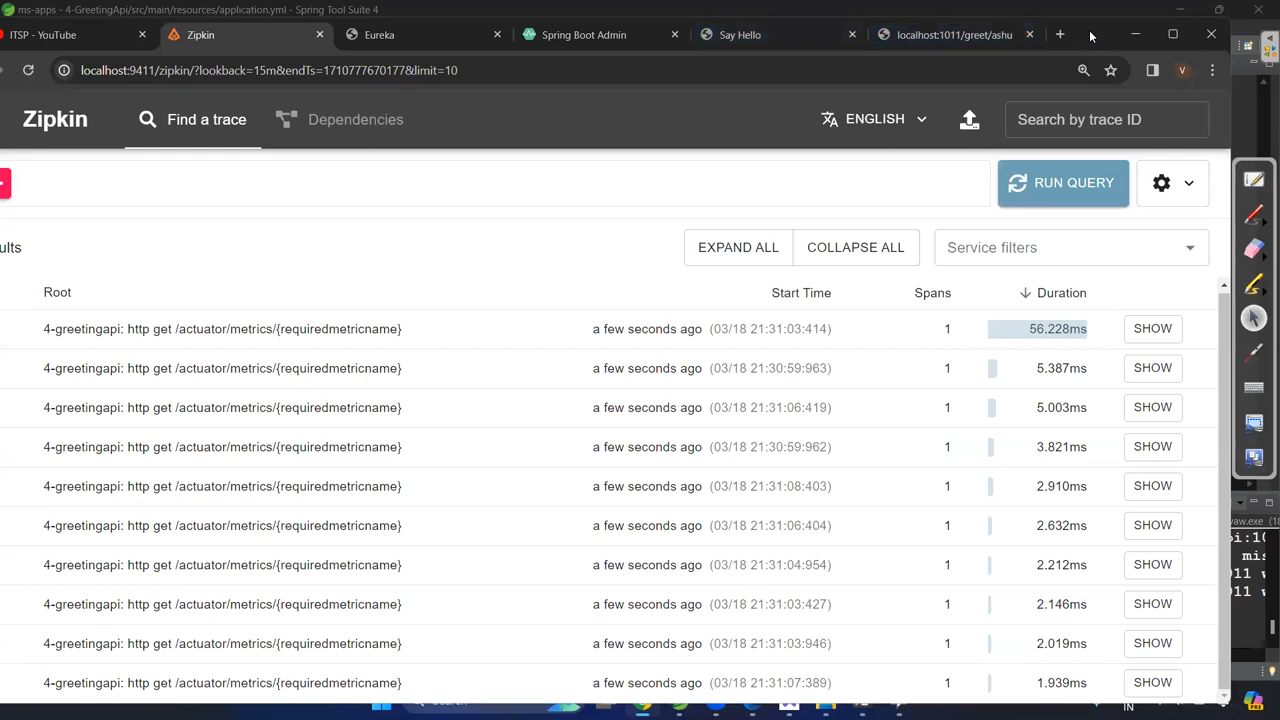 ms-apps - 4-GreetingApi/src/main/resources/application.yml - Spring Tool Suite 4
ITSP - YouTube
Zipkin
Eureka
Spring Boot Admin
Say Hello
localhost:1011/greet/ashu
localhost:9411/zipkin/?lookback=15m&endTs=1710777670177&limit=10
V
Zipkin
Find a trace
Dependencies
ENGLISH
Search by trace ID
RUN QUERY
ults
EXPAND ALL
COLLAPSE ALL
Service filters
Root Start Time Spans Duration
4-greetingapi: http get /actuator/metrics/{requiredmetricname} a few seconds ago (03/18 21:31:03:414) 1 56.228ms SHOW
4-greetingapi: http get /actuator/metrics/{requiredmetricname} a few seconds ago (03/18 21:30:59:963) 1 5.387ms SHOW
4-greetingapi: http get /actuator/metrics/{requiredmetricname} a few seconds ago (03/18 21:31:06:419) 1 5.003ms SHOW
4-greetingapi: http get /actuator/metrics/{requiredmetricname} a few seconds ago (03/18 21:30:59:962) 1 3.821ms SHOW
4-greetingapi: http get /actuator/metrics/{requiredmetricname} a few seconds ago (03/18 21:31:08:403) 1 2.910ms SHOW
4-greetingapi: http get /actuator/metrics/{requiredmetricname} a few seconds ago (03/18 21:31:06:404) 1 2.632ms SHOW
4-greetingapi: http get /actuator/metrics/{requiredmetricname} a few seconds ago (03/18 21:31:04:954) 1 2.212ms SHOW
4-greetingapi: http get /actuator/metrics/{requiredmetricname} a few seconds ago (03/18 21:31:03:427) 1 2.146ms SHOW
4-greetingapi: http get /actuator/metrics/{requiredmetricname} a few seconds ago (03/18 21:31:03:946) 1 2.019ms SHOW
4-greetingapi: http get /actuator/metrics/{requiredmetricname} a few seconds ago (03/18 21:31:07:389) 1 1.939ms SHOW
vaw.exe (18
pi:10
mis
011 w
011 w
IN